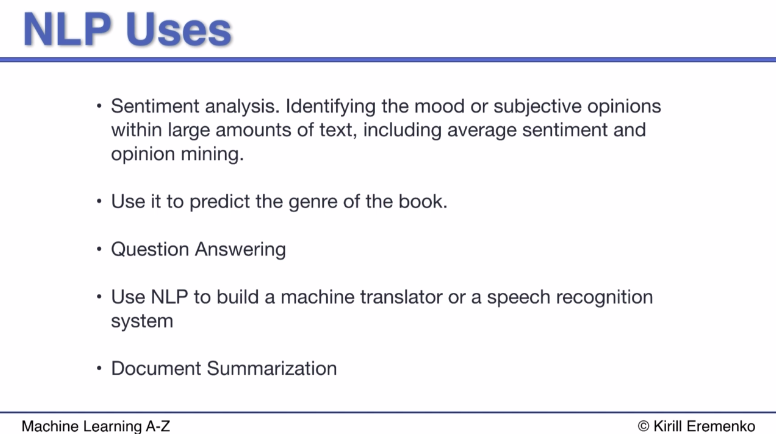 NLP Uses
• Sentiment analysis. Identifying the mood or subjective opinions
within large amounts of text, including average sentiment and
opinion mining.
• Use it to predict the genre of the book.
• Question Answering
• Use NLP to build a machine translator or a speech recognition
system
• Document Summarization
Machine Learning A-Z
© Kirill Eremenko